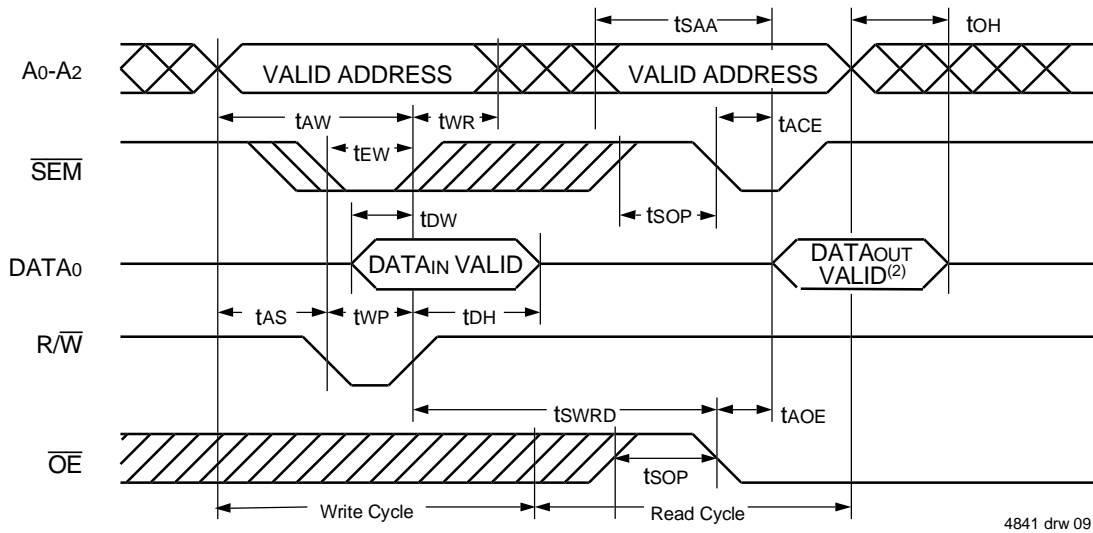 tSAA
tOH
A0-A2
VALID ADDRESS
VALID ADDRESS
tAW
tWR
tACE
tEW
SEM
tSOP
tDW
DATA0
DATAIN VALID
DATAOUT
VALID(2)
tAS
tWP
tDH
R/W
tSWRD
tAOE
OE
tSOP
Write Cycle
Read Cycle
4841 drw 09